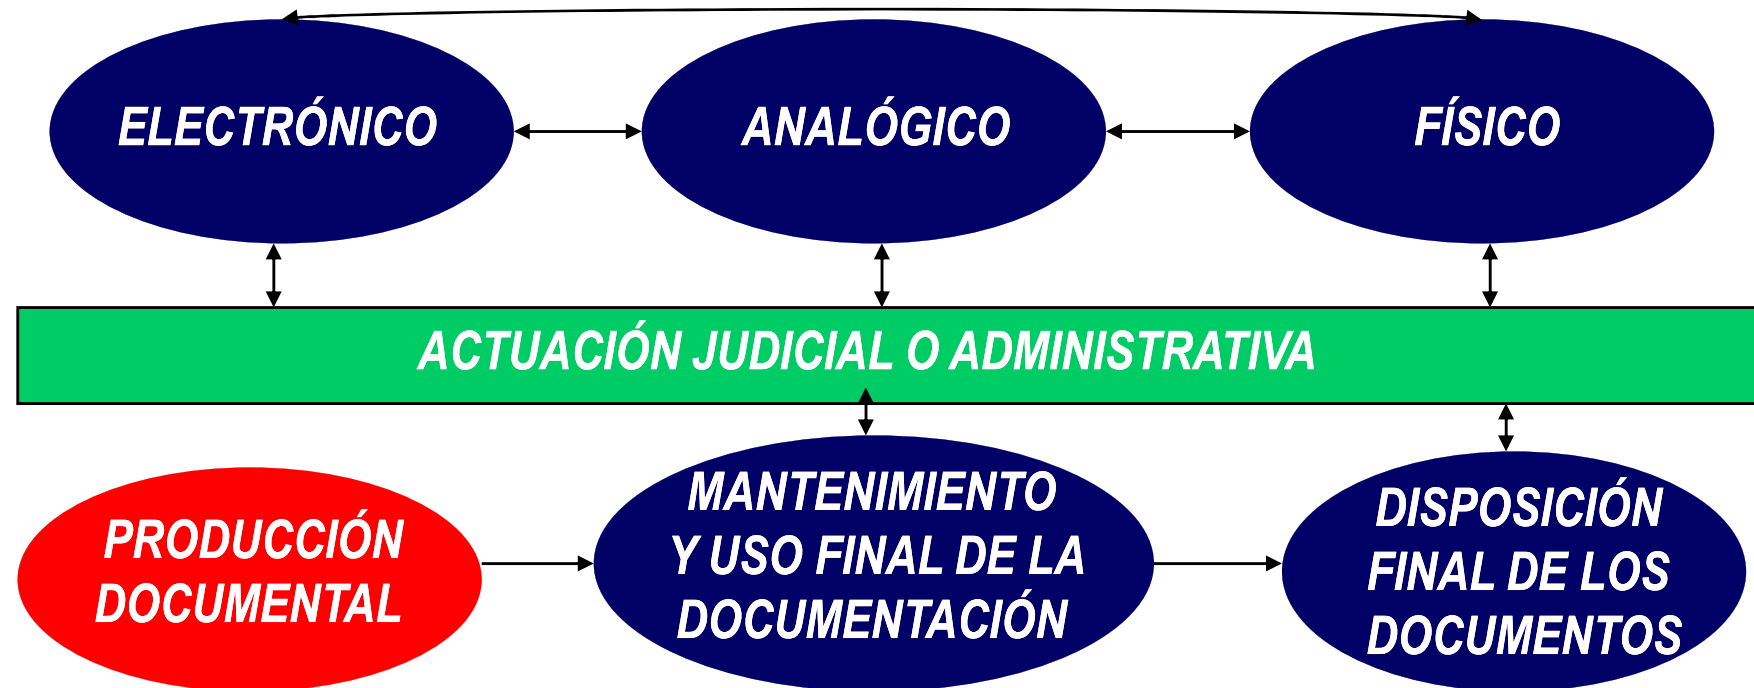 ELECTRÓNICO
ANALÓGICO
FÍSICO
ACTUACIÓN JUDICIAL O ADMINISTRATIVA
PRODUCCIÓN
DOCUMENTAL
MANTENIMIENTO
Y USO FINAL DE LA
DOCUMENTACIÓN
DISPOSICIÓN
FINAL DE LOS
DOCUMENTOS